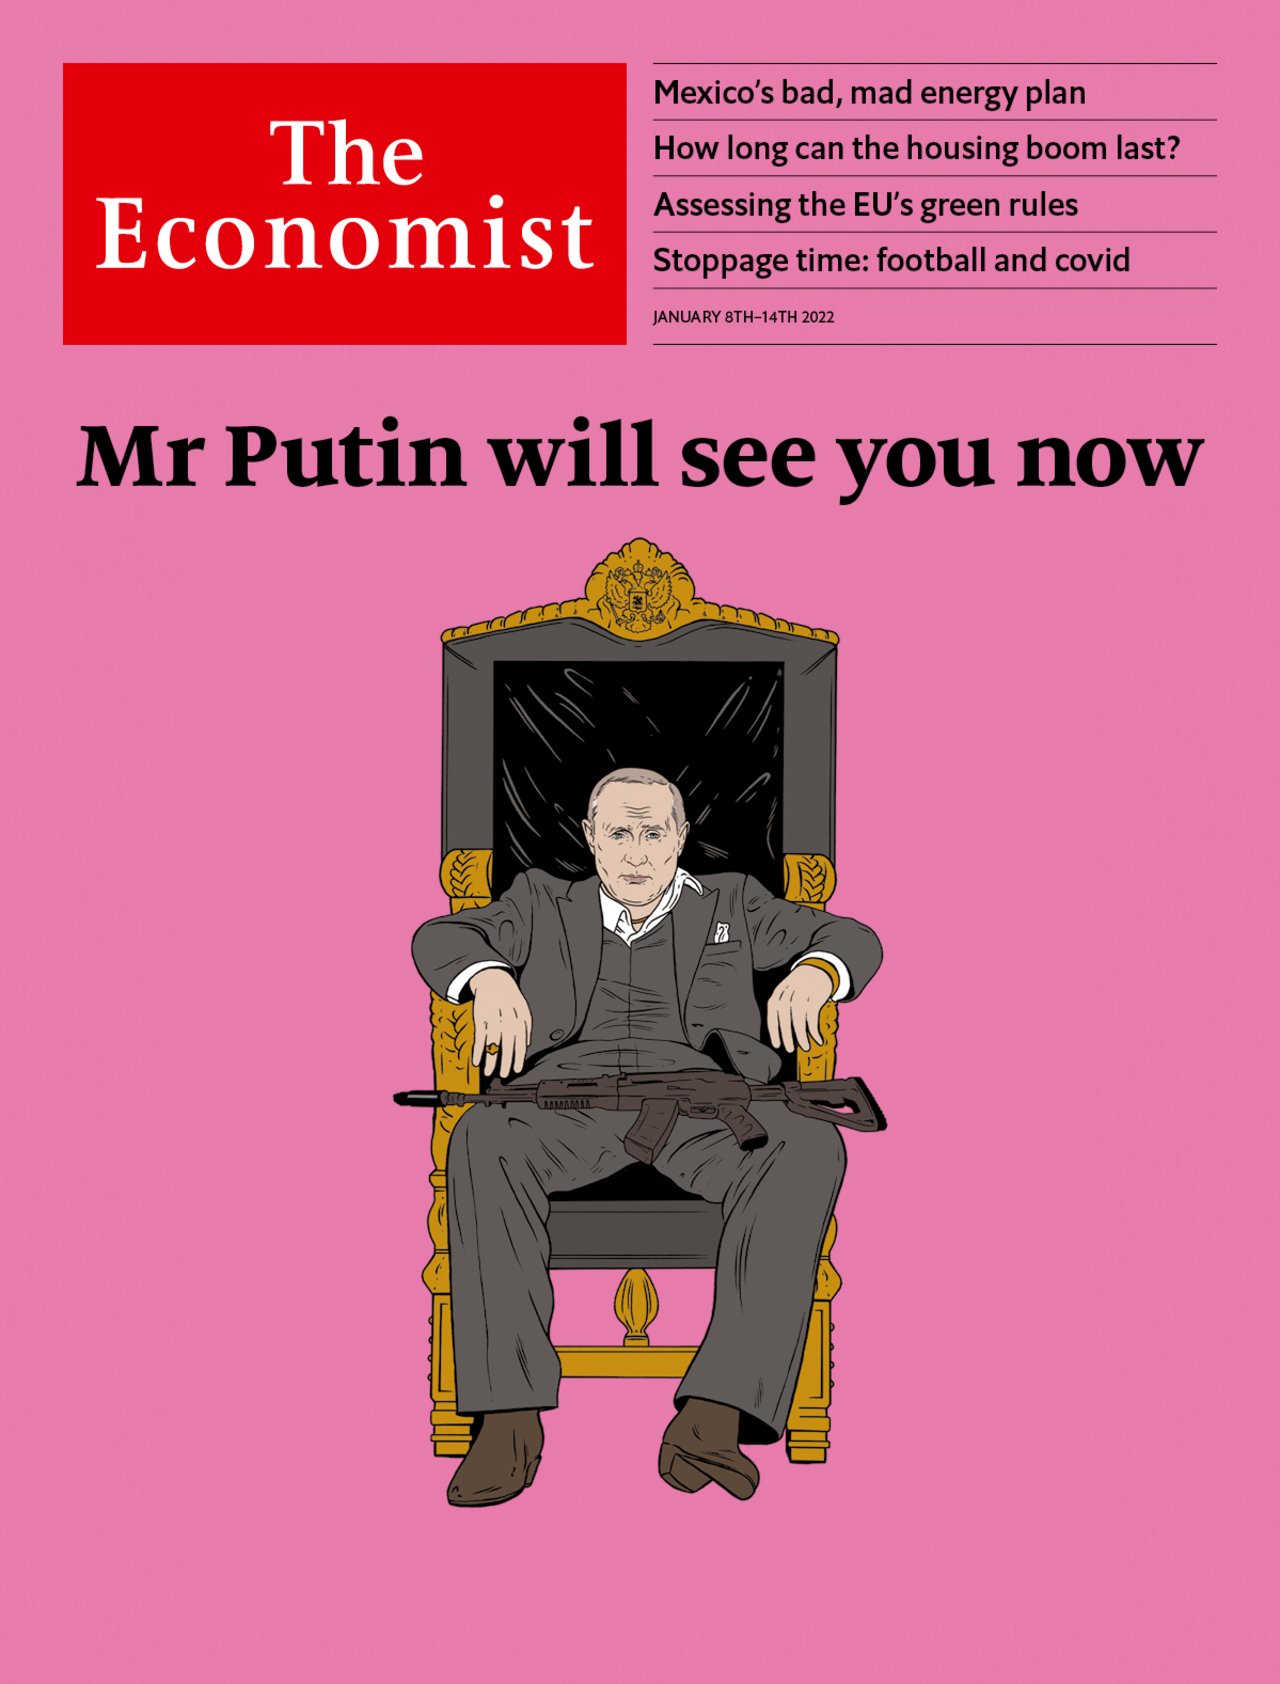 The
Economist
Mexico’s bad, mad energy plan
How long can the housing boom last?
Assessing the EU’s green rules
Stoppage time: football and covid
JANUARY 8TH–14TH 2022
Mr Putin will see you now